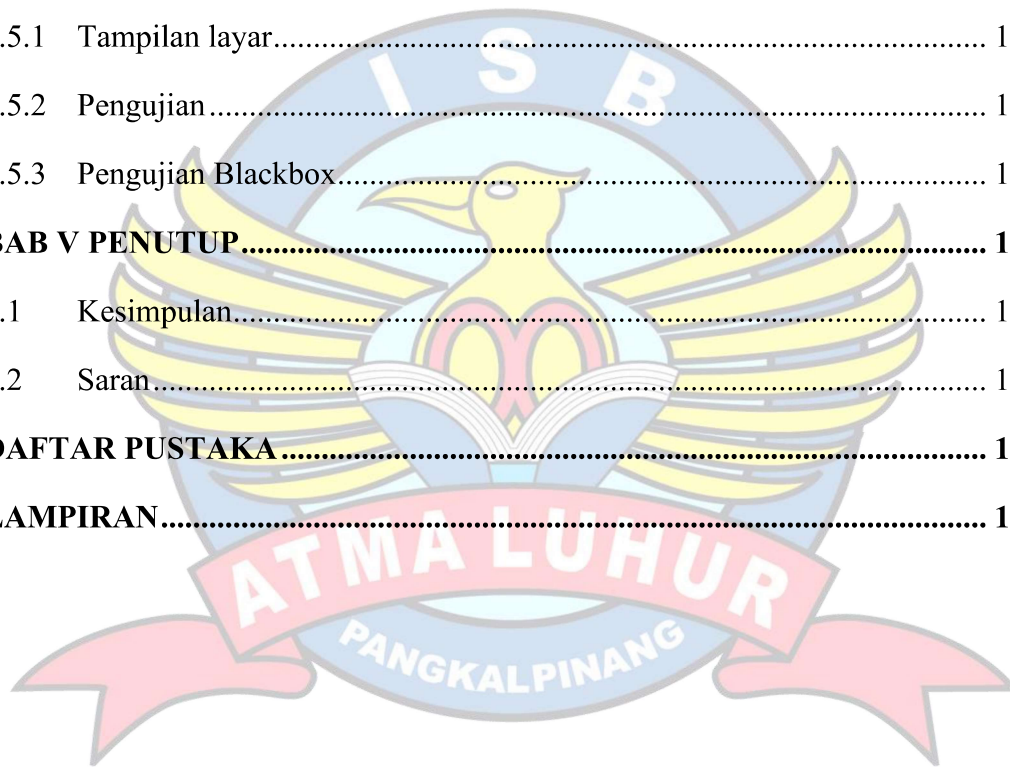 .5.1 Tampilan layar........................................................................................ 1
.5.2 Pengujian................................................................................................. 1
.5.3 Pengujian Blackbox................................................................................. 1
BAB V PENUTUP............................................................................................. 1
.1 Kesimpulan.............................................................................................. 1
.2 Saran........................................................................................................ 1
DAFTAR PUSTAKA........................................................................................ 1
LAMPIRAN....................................................................................................... 1
I S B
ATMA LUHUR
PANGKALPINANG